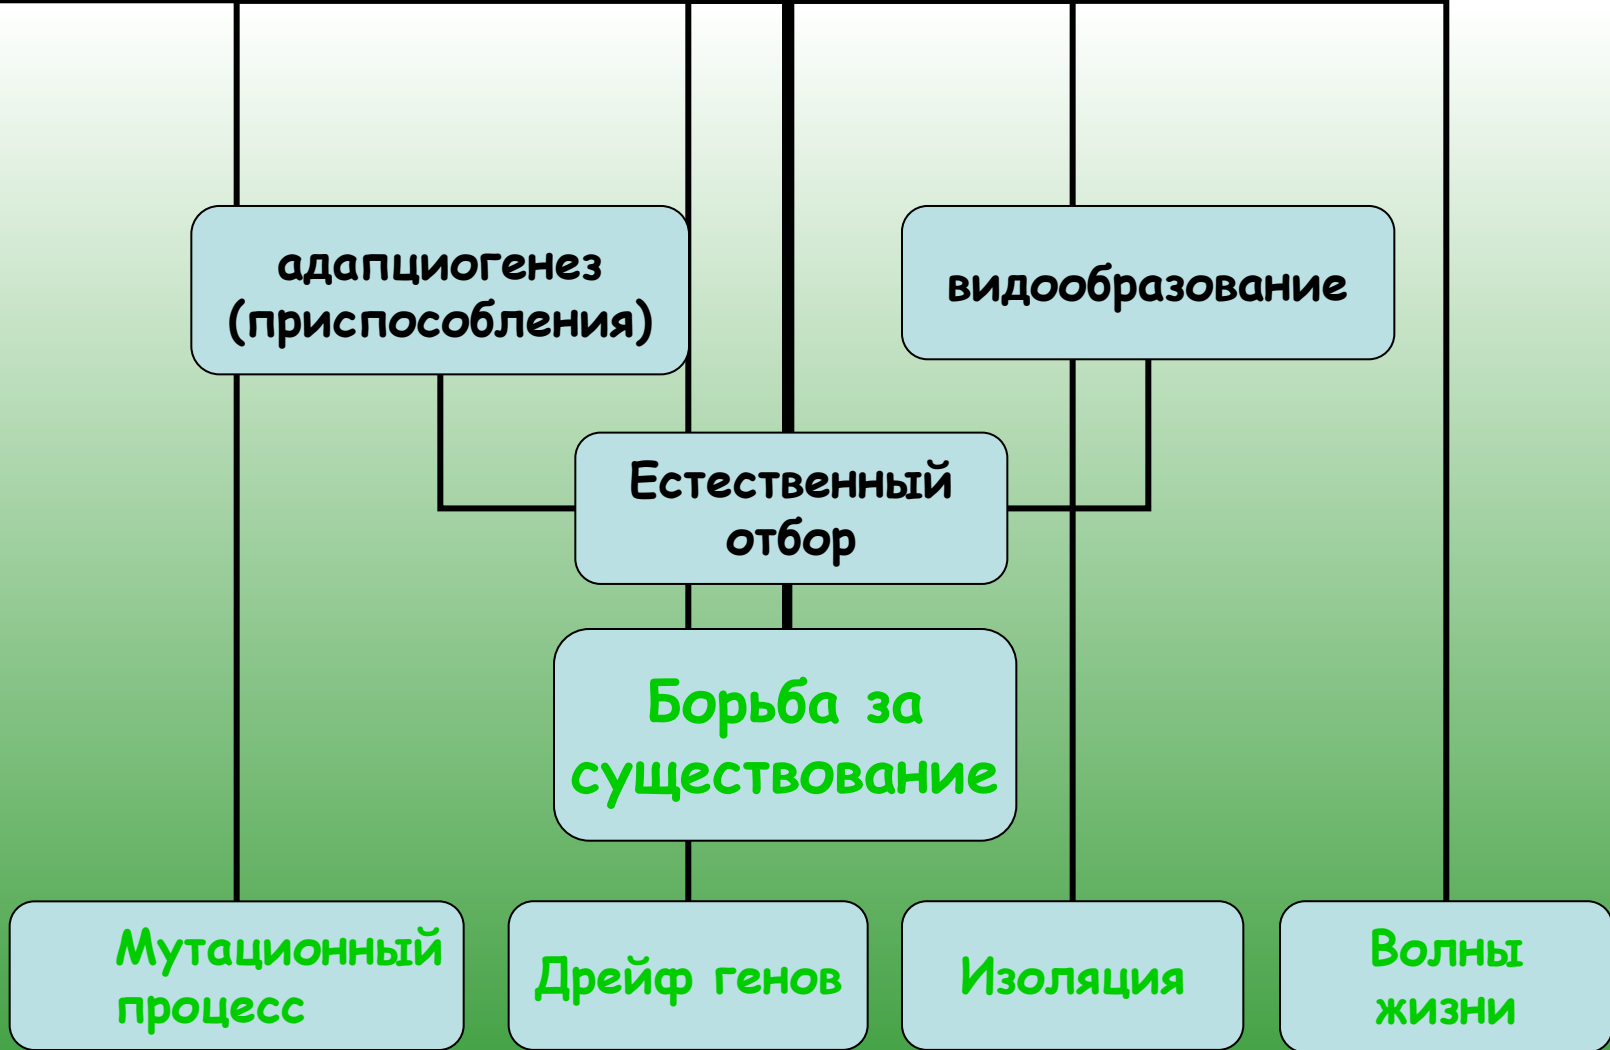 адапциогенез
(приспособления)
видообразование
Естественный
отбор
Борьба за
существование
Мутационный
процесс
Дрейф генов
Изоляция
Волны
жизни